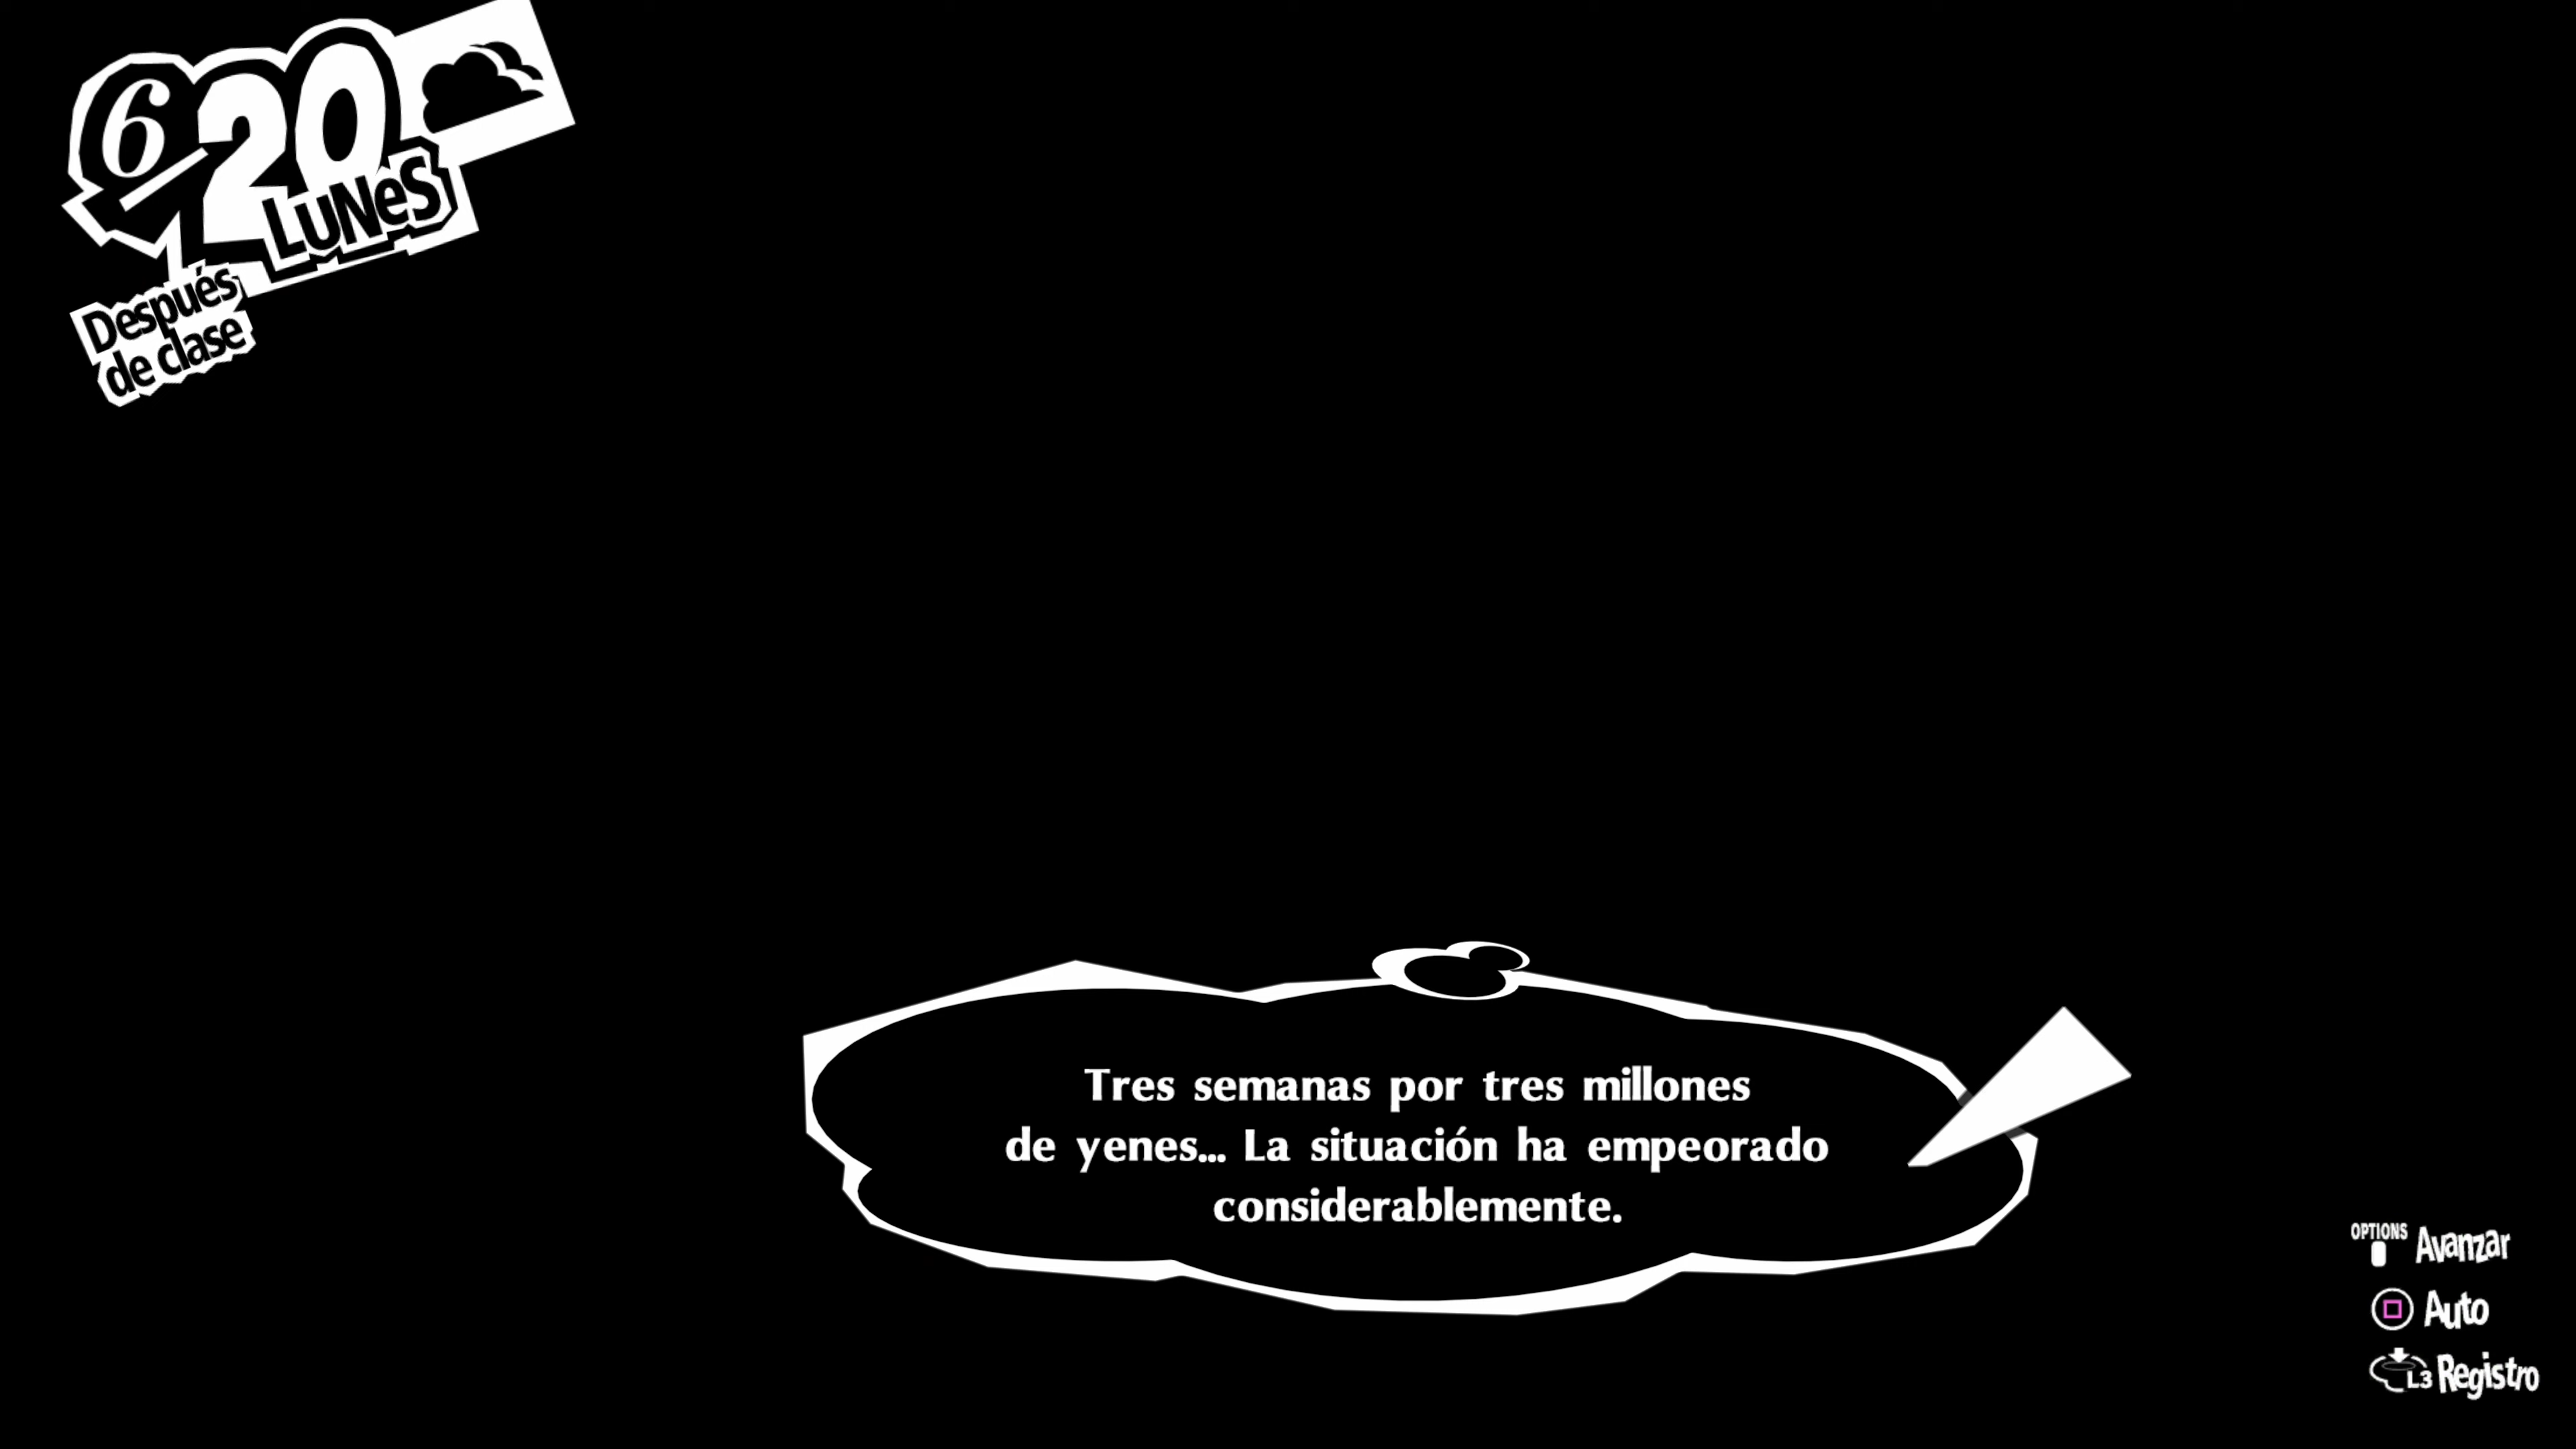 6/20
LUNeS
Después
de clase
Tres semanas por tres millones
de yenes... La situación ha empeorado
considerablemente.
OPTIONS Avanzar
Auto
L3 Registro